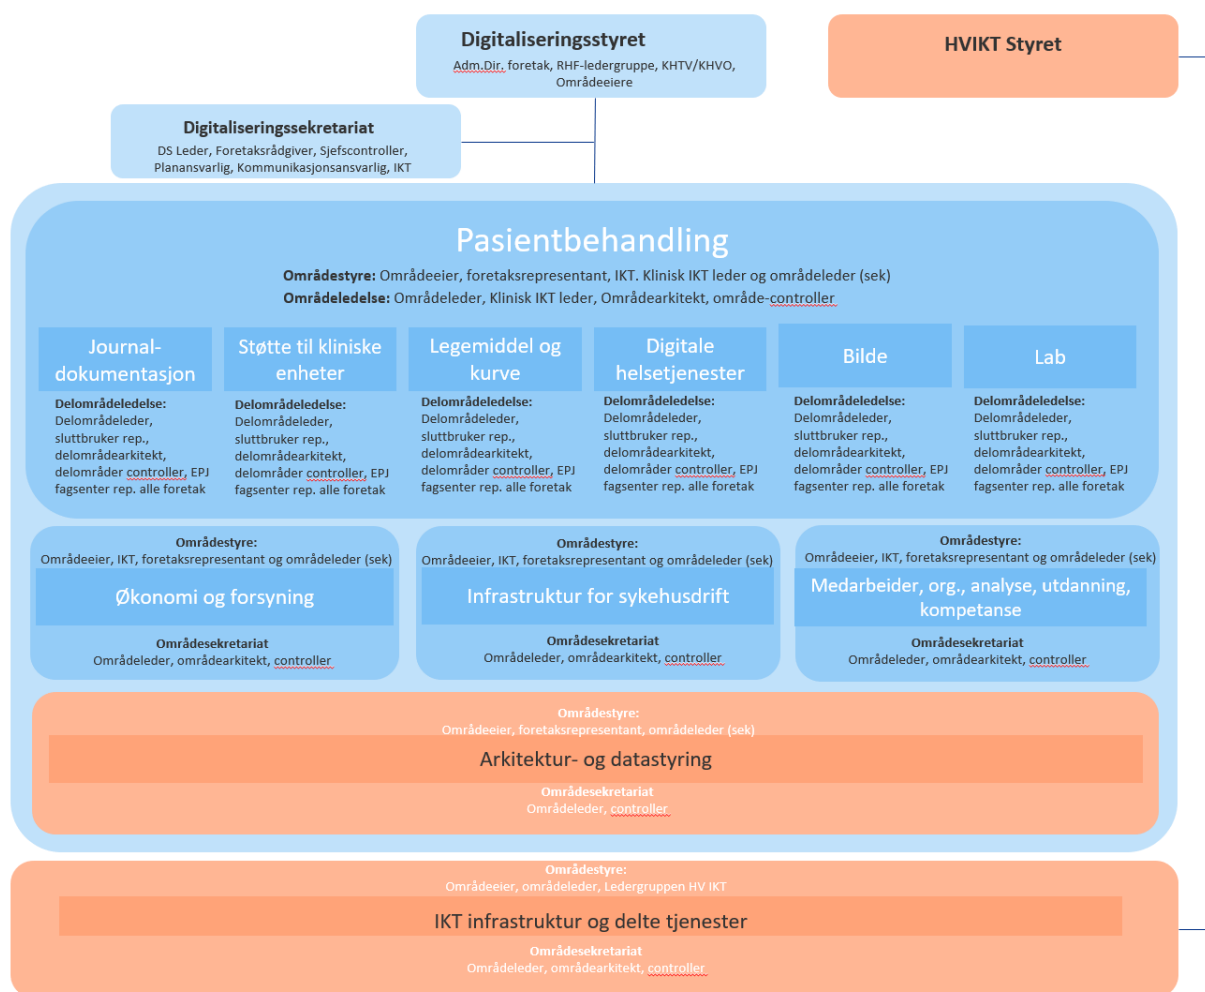 Digitaliseringsstyret
Adm.Dir. foretak, RHF-ledergruppe, KHTV/KHVO,
Områdeeiere
HVIKT Styret
Digitaliseringssekretariat
DS Leder, Foretaksrådgiver, Sjefscontroller,
Planansvarlig, Kommunikasjonsansvarlig, IKT
Pasientbehandling
Områdestyre: Områdeeier, foretaksrepresentant, IKT. Klinisk IKT leder og områdeleder (sek)
Områdeledelse: Områdeleder, Klinisk IKT leder, Områdearkitekt, område-controller
Journal-
dokumentasjon
Delområdeledelse:
Delområdeleder,
sluttbruker rep.,
delområdearkitekt,
delområder controller, EPJ
fagsenter rep. alle foretak
Støtte til kliniske
enheter
Delområdeledelse:
Delområdeleder,
sluttbruker rep.,
delområdearkitekt,
delområder controller, EPJ
fagsenter rep. alle foretak
Legemiddel og
kurve
Delområdeledelse:
Delområdeleder,
sluttbruker rep.,
delområdearkitekt,
delområder controller, EPJ
fagsenter rep. alle foretak
Digitale
helsetjenester
Delområdeledelse:
Delområdeleder,
sluttbruker rep.,
delområdearkitekt,
delområder controller, EPJ
fagsenter rep. alle foretak
Bilde
Delområdeledelse:
Delområdeleder,
sluttbruker rep.,
delområdearkitekt,
delområder controller, EPJ
fagsenter rep. alle foretak
Lab
Delområdeledelse:
Delområdeleder,
sluttbruker rep.,
delområdearkitekt,
delområder controller, EPJ
fagsenter rep. alle foretak
Områdestyre:
Områdeeier, IKT, foretaksrepresentant og områdeleder (sek)
Økonomi og forsyning
Områdesekretariat
Områdeleder, områdearkitekt, controller
Områdestyre:
Områdeeier, IKT, foretaksrepresentant og områdeleder (sek)
Infrastruktur for sykehusdrift
Områdesekretariat
Områdeleder, områdearkitekt, controller
Områdestyre:
Områdeeier, IKT, foretaksrepresentant og områdeleder (sek)
Medarbeider, org., analyse, utdanning,
kompetanse
Områdesekretariat
Områdeleder, områdearkitekt, controller
Områdestyre:
Områdeeier, foretaksrepresentant, områdeleder (sek)
Arkitektur- og datastyring
Områdesekretariat
Områdeleder, controller
Områdestyre:
Områdeeier, områdeleder, Ledergruppen HV IKT
IKT infrastruktur og delte tjenester
Områdesekretariat
Områdeleder, områdearkitekt, controller